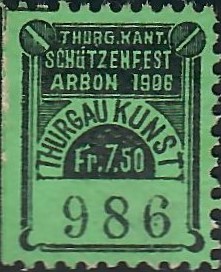 THURG. KANT.
SCHÜTZENFEST
ARBON 1906
THURGAU KUNST
Fr. 7.50
986